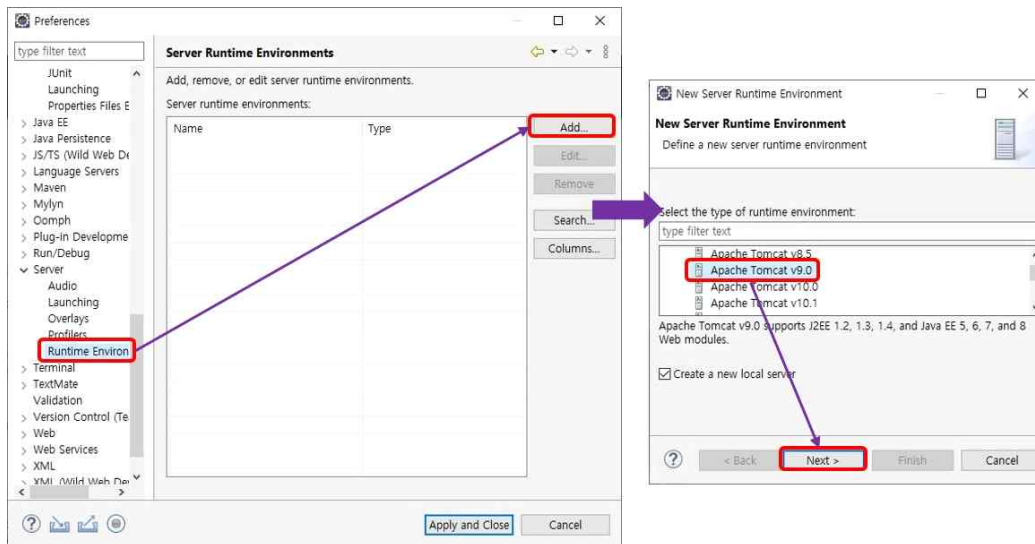 Preferences
type filter text
JUnit
Launching
Properties Files E
Java EE
Java Persistence
JS/TS (Wild Web De
Language Servers
Maven
Mylyn
Oomph
Plug-in Developme
Run/Debug
Server
Audio
Launching
Overlays
Profilers
Runtime Environ
Terminal
TextMate
Validation
Version Control (Te
Web
Web Services
XML
XML (Wild Web De
Server Runtime Environments
Add, remove, or edit server runtime environments.
Server runtime environments:
Name Type
Add...
Edit...
Remove
Search...
Columns...
Apply and Close Cancel
New Server Runtime Environment
New Server Runtime Environment
Define a new server runtime environment
Select the type of runtime environment:
type filter text
Apache Tomcat v8.5
Apache Tomcat v9.0
Apache Tomcat v10.0
Apache Tomcat v10.1
Apache Tomcat v9.0 supports J2EE 1.2, 1.3, 1.4, and Java EE 5, 6, 7, and 8
Web modules.
Create a new local server
< Back Next > Finish Cancel